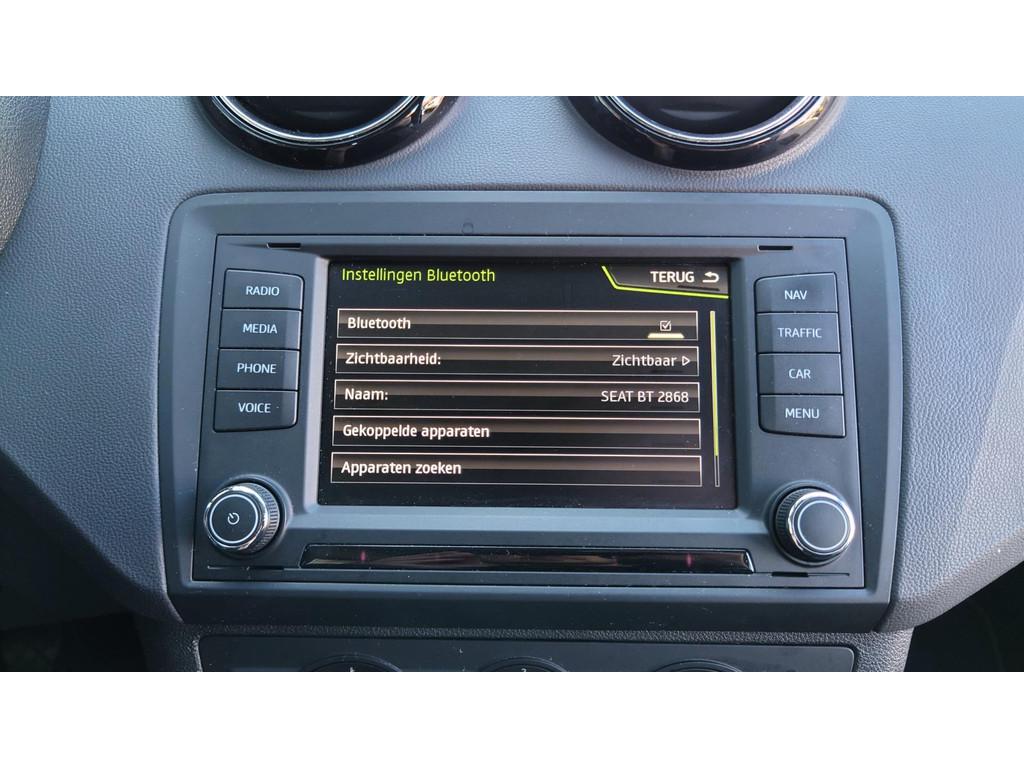 Instellingen Bluetooth
TERUG
Bluetooth
Zichtbaarheid: Zichtbaar
Naam: SEAT BT 2868
Gekoppelde apparaten
Apparaten zoeken
RADIO
MEDIA
PHONE
VOICE
NAV
TRAFFIC
CAR
MENU